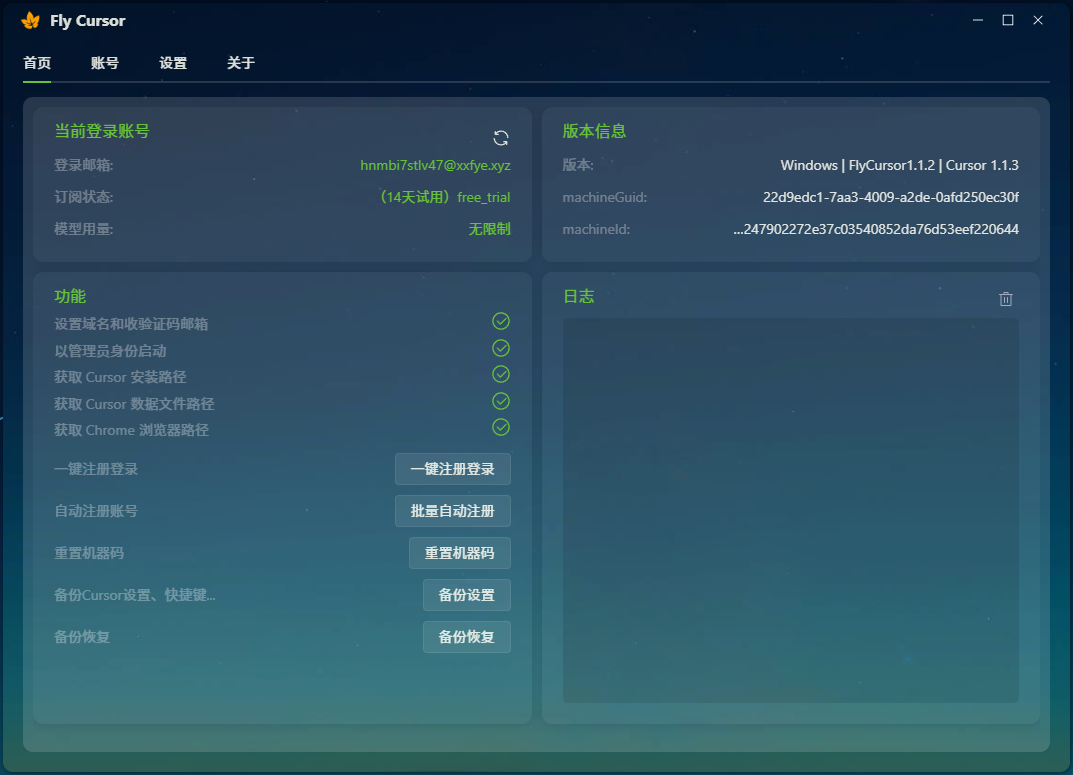 Fly Cursor
首页 账号 设置 关于
当前登录账号
登录邮箱: hnmbi7stlv47@xxfye.xyz
订阅状态: （14天试用）free_trial
模型用量: 无限制
版本信息
版本: Windows | FlyCursor1.1.2 | Cursor 1.1.3
machineGuid: 22d9edc1-7aa3-4009-a2de-0afd250ec30f
machineId: ...247902272e37c03540852da76d53eef220644
功能
设置域名和收验证码邮箱
以管理员身份启动
获取 Cursor 安装路径
获取 Cursor 数据文件路径
获取 Chrome 浏览器路径
一键注册登录 一键注册登录
自动注册账号 批量自动注册
重置机器码 重置机器码
备份Cursor设置、快捷键... 备份设置
备份恢复 备份恢复
日志